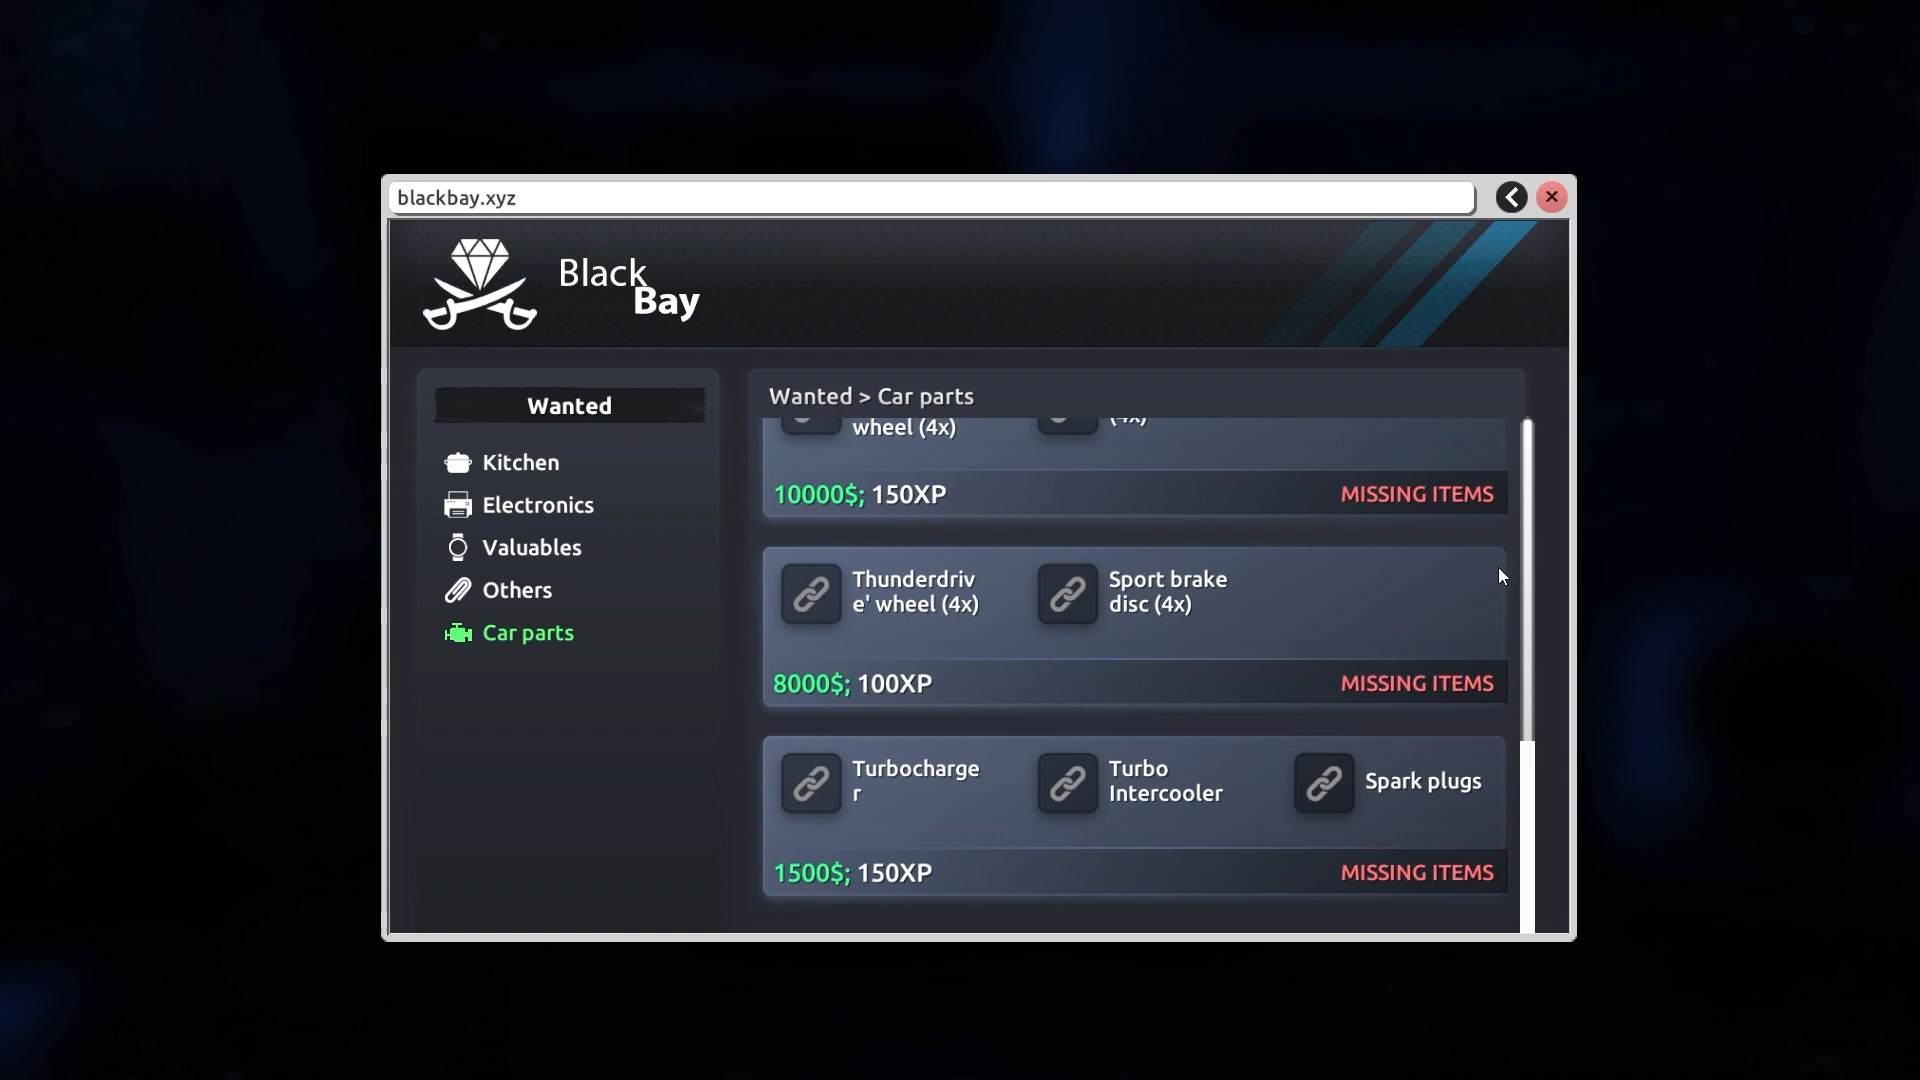 blackbay.xyz
Black
Bay
Wanted
Kitchen
Electronics
Valuables
Others
Car parts
Wanted > Car parts
wheel (4x)
(4x)
10000$; 150XP
MISSING ITEMS
Thunderdriv
e' wheel (4x)
Sport brake
disc (4x)
8000$; 100XP
MISSING ITEMS
Turbocharge
r
Turbo
Intercooler
Spark plugs
1500$; 150XP
MISSING ITEMS